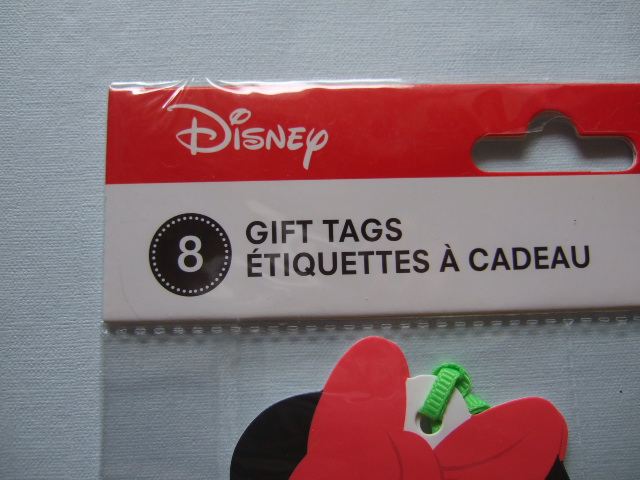 Disney
8
GIFT TAGS
ÉTIQUETTES À CADEAU